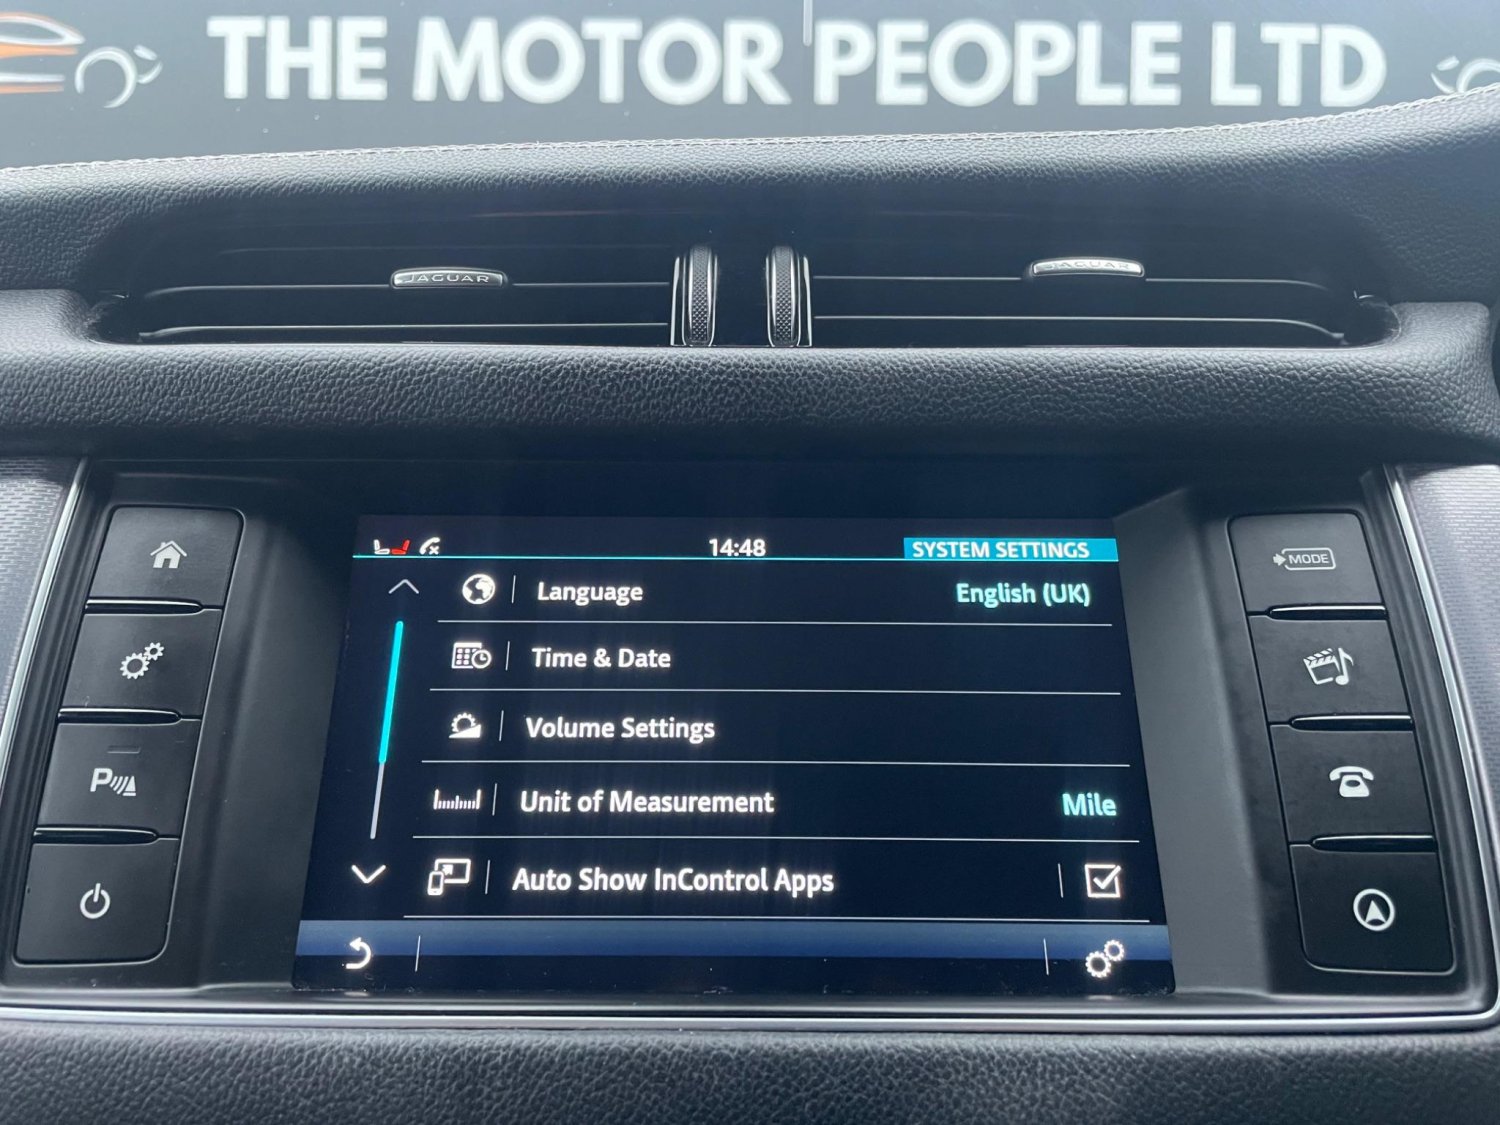 THE MOTOR PEOPLE LTD
JAGUAR
JAGUAR
14:48
SYSTEM SETTINGS
Language
English (UK)
Time & Date
Volume Settings
Unit of Measurement
Mile
Auto Show InControl Apps
MODE
P